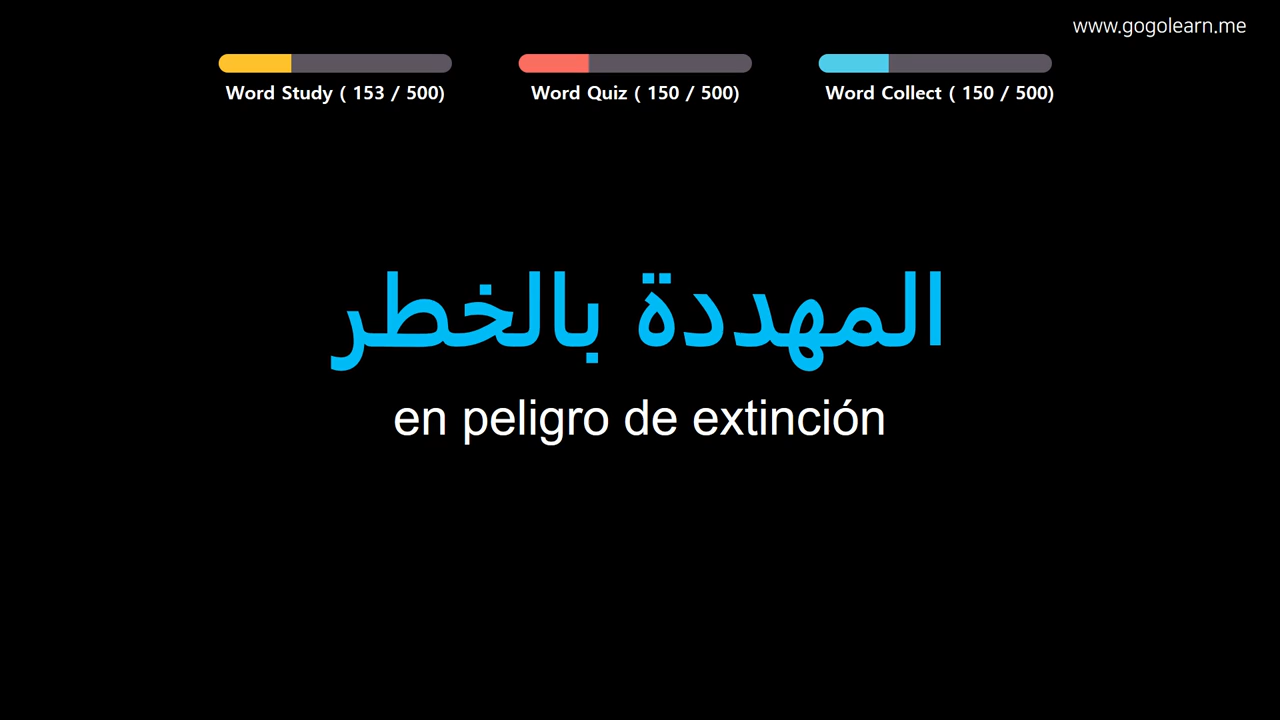 www.gogolearn.me
Word Study ( 153 / 500)
Word Quiz ( 150 / 500)
Word Collect ( 150 / 500)
المهددة بالخطر
en peligro de extinción